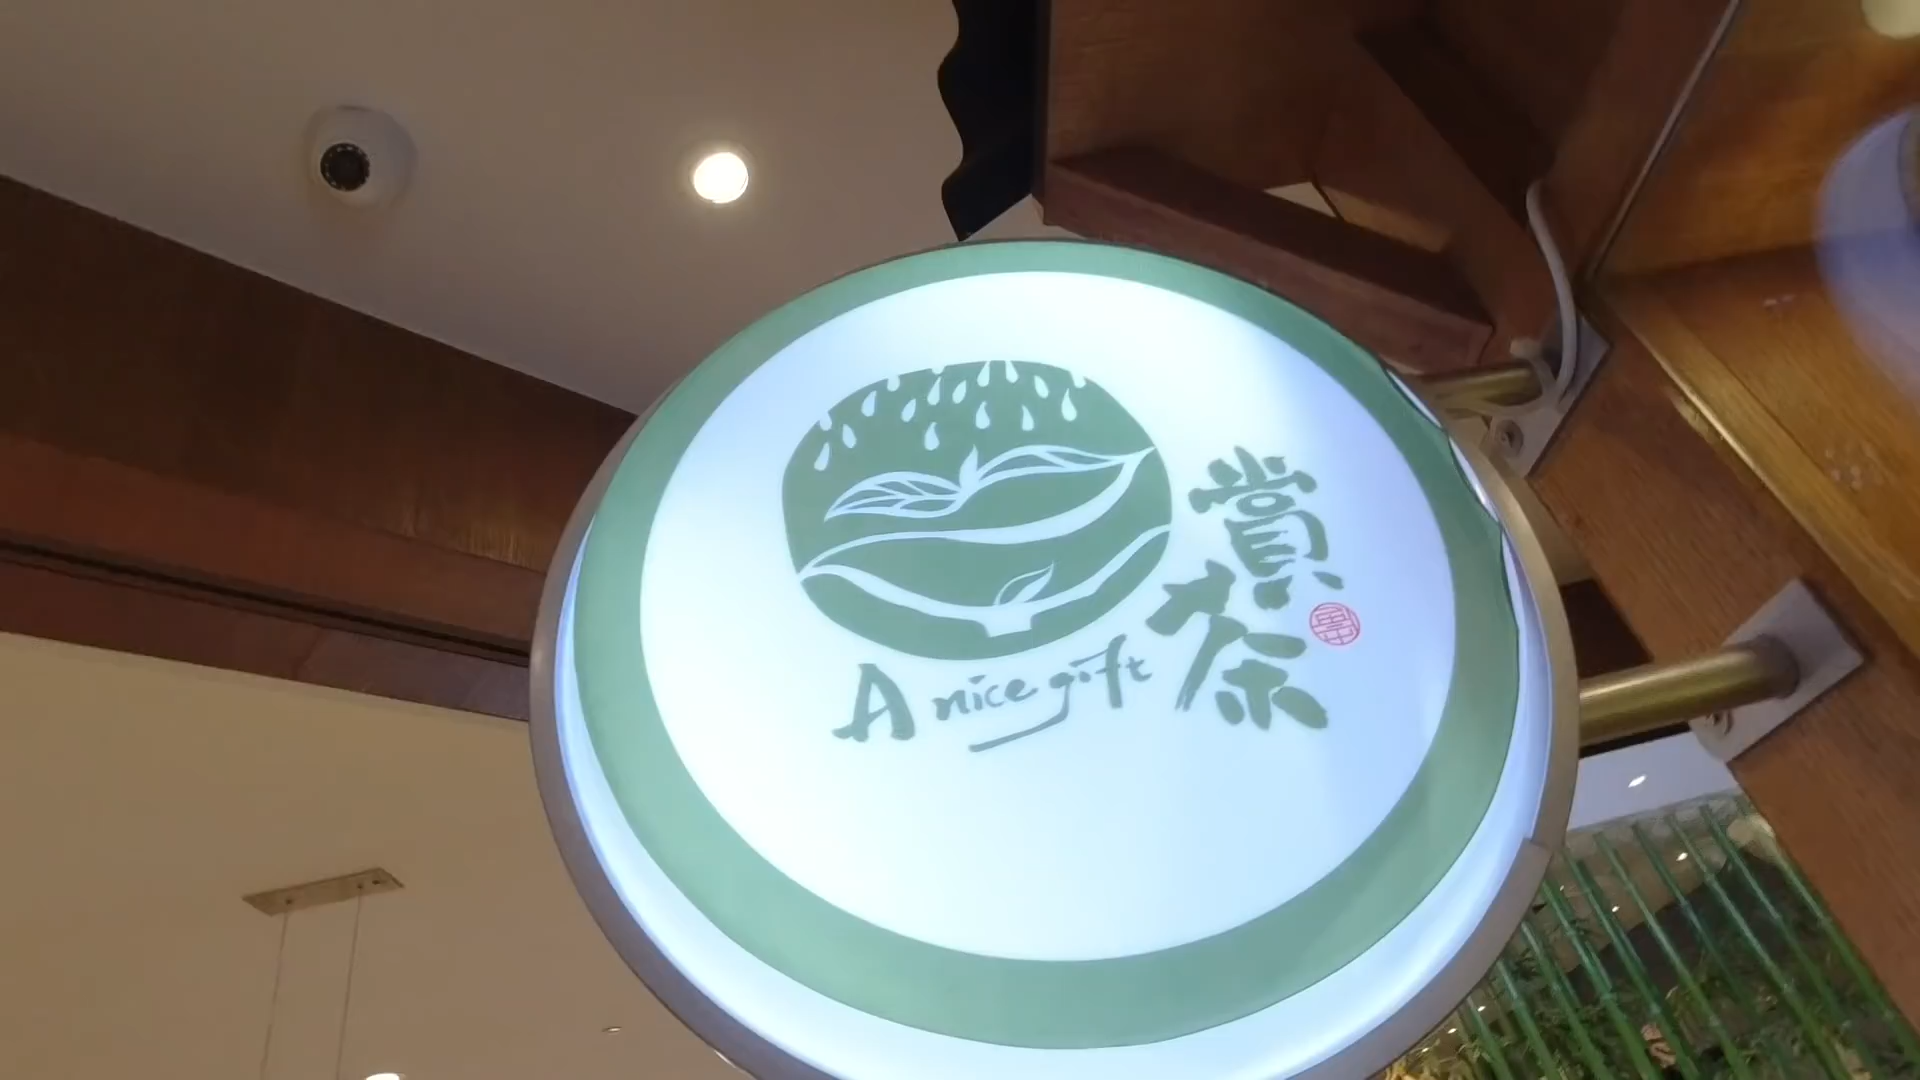 賞茶
A nice gift